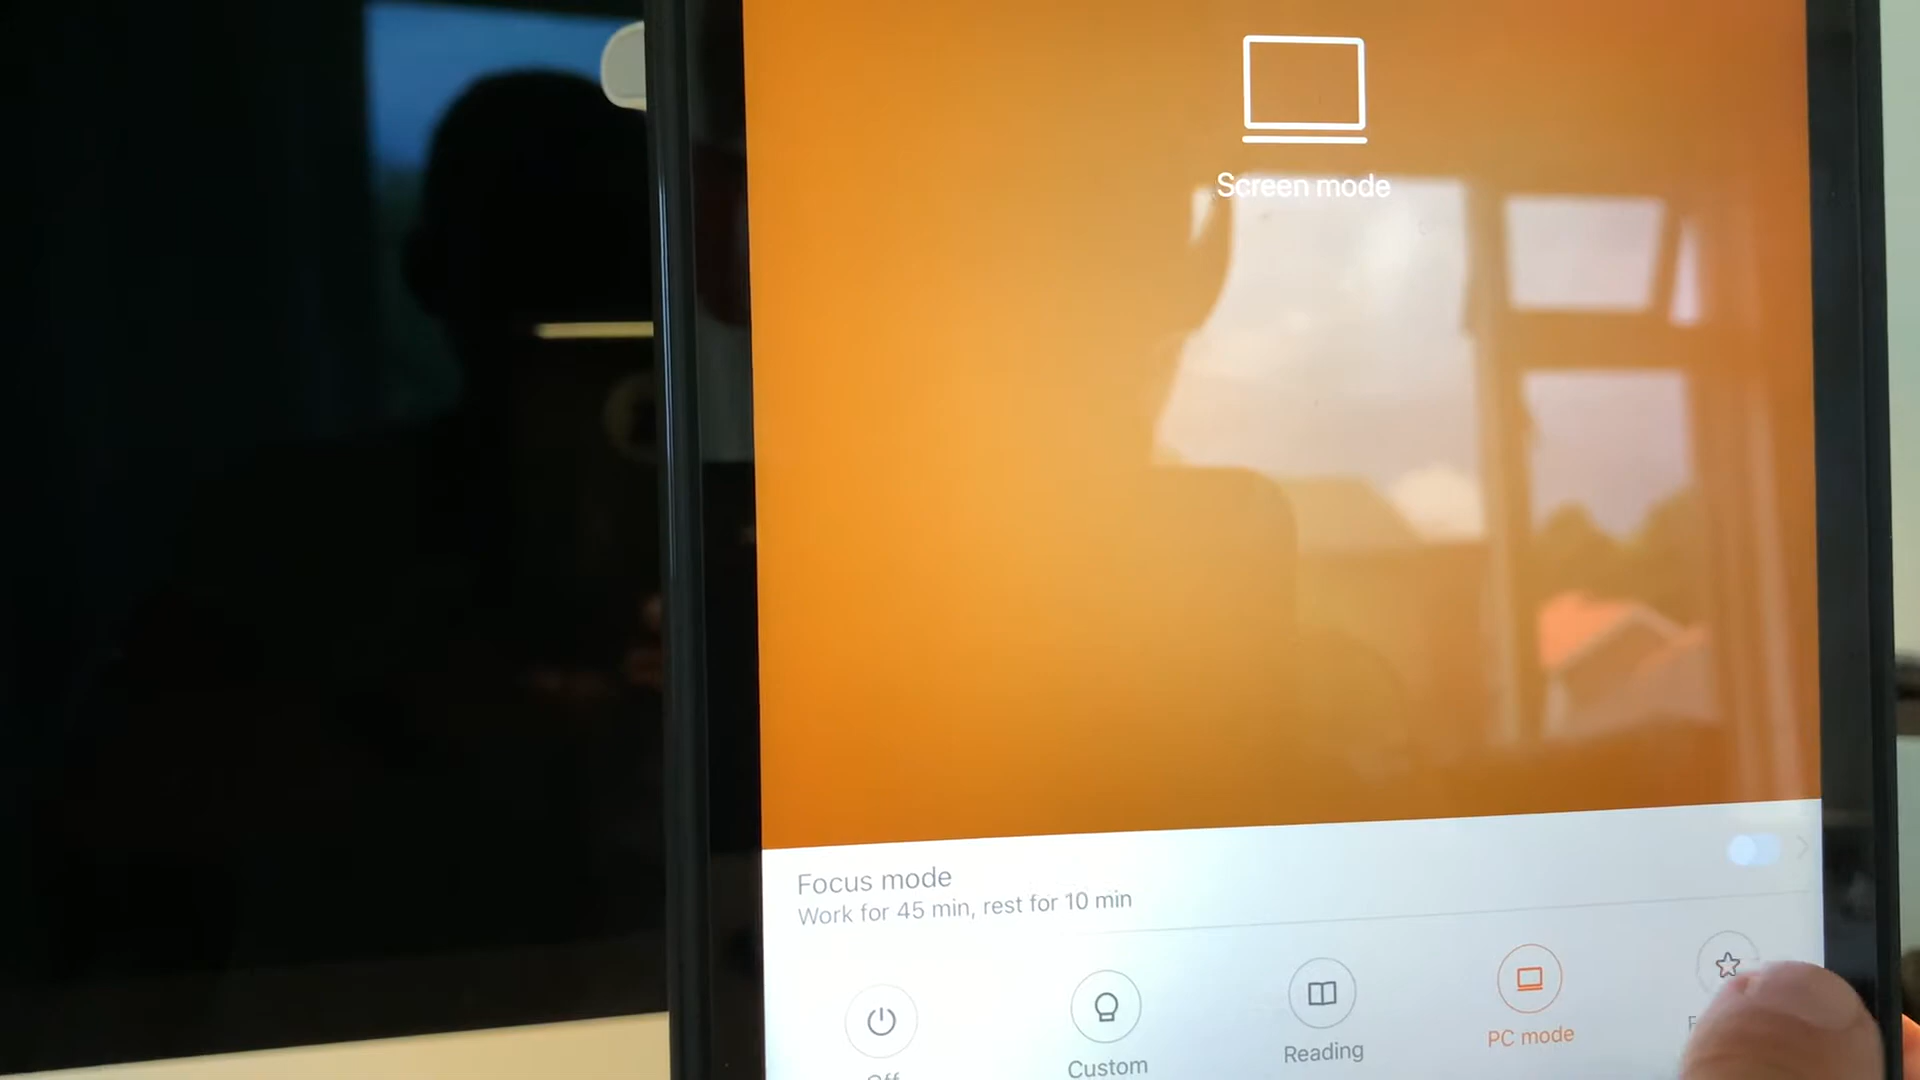 Screen mode
Focus mode
Work for 45 min, rest for 10 min
Off
Custom
Reading
PC mode